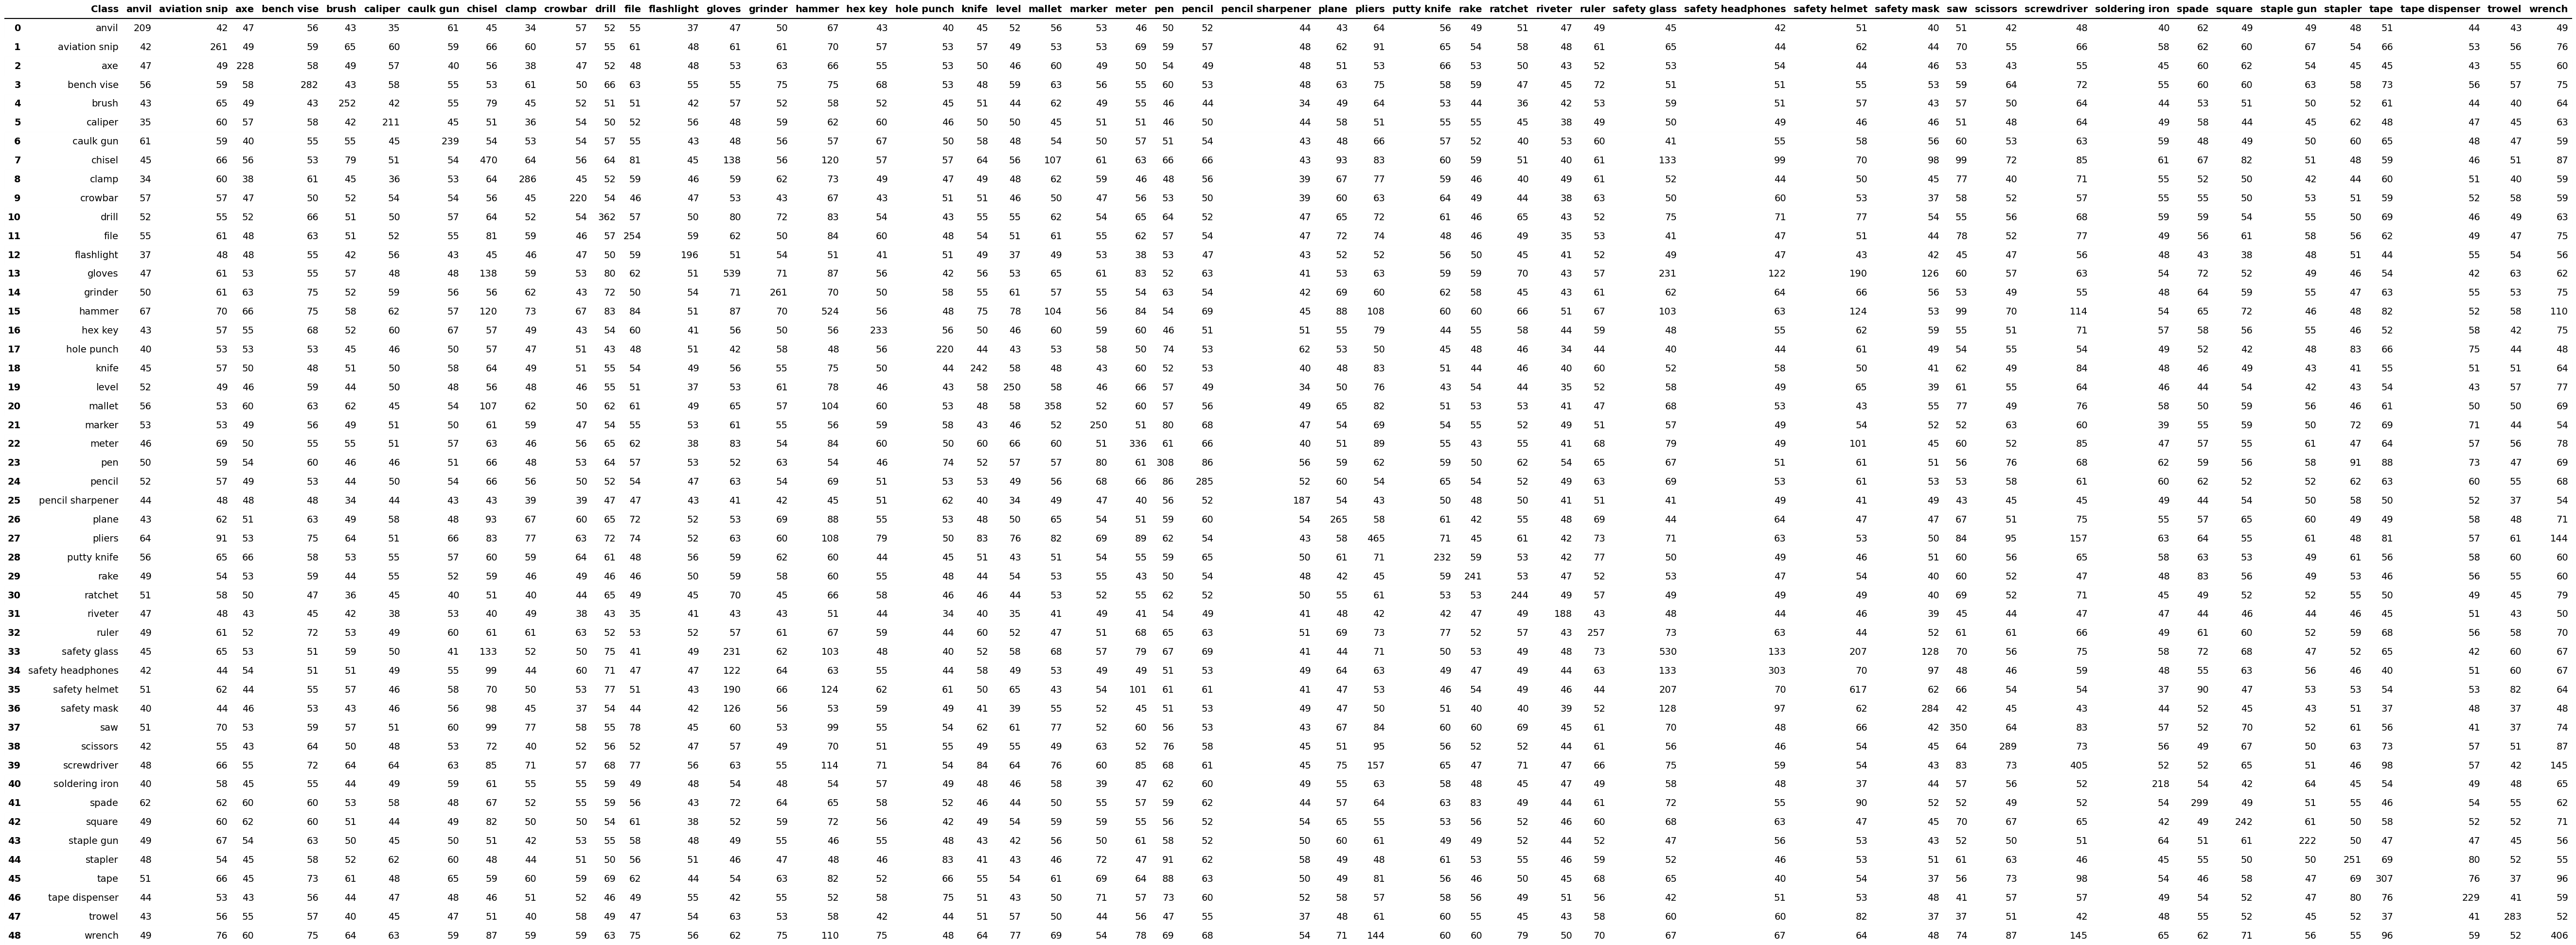 Class anvil aviation snip axe bench vise brush caliper caulk gun chisel clamp crowbar drill file flashlight gloves grinder hammer hex key hole punch knife level mallet marker meter pen pencil pencil sharpener plane pliers putty knife rake ratchet riveter ruler safety glass safety headphones safety helmet safety mask saw scissors screwdriver soldering iron spade square staple gun stapler tape tape dispenser trowel wrench
0 anvil 209 42 47 56 43 35 61 45 34 57 52 55 37 47 50 67 43 40 45 52 56 53 46 50 52 44 43 64 56 49 51 47 49 45 42 51 40 51 42 48 40 62 49 49 48 51 44 43 49
1 aviation snip 42 261 49 59 65 60 59 66 60 57 55 61 48 61 61 70 57 53 57 49 53 53 69 59 57 48 62 91 65 54 58 48 61 65 44 62 44 70 55 66 58 62 60 67 54 66 53 56 76
2 axe 47 49 228 58 49 57 40 56 38 47 52 48 48 53 63 66 55 53 50 46 60 49 50 54 49 48 51 53 66 53 50 43 52 53 54 44 46 53 43 55 45 60 62 54 45 45 43 55 60
3 bench vise 56 59 58 282 43 58 55 53 61 50 66 63 55 55 75 75 68 53 48 59 63 56 55 60 53 48 63 75 58 59 47 45 72 51 51 55 53 59 64 72 55 60 60 63 58 73 56 57 75
4 brush 43 65 49 43 252 42 55 79 45 52 51 51 42 57 52 58 52 45 51 44 62 49 55 46 44 34 49 64 53 44 36 42 53 59 51 57 43 57 50 64 44 53 51 50 52 61 44 40 64
5 caliper 35 60 57 58 42 211 45 51 36 54 50 52 56 48 59 62 60 46 50 50 45 51 51 46 50 44 58 51 55 55 45 38 49 50 49 46 46 51 48 64 49 58 44 45 62 48 47 45 63
6 caulk gun 61 59 40 55 55 45 239 54 53 54 57 55 43 48 56 57 67 50 58 48 54 50 57 51 54 43 48 66 57 52 40 53 60 41 55 58 56 60 53 63 59 48 49 50 60 65 48 47 59
7 chisel 45 66 56 53 79 51 54 470 64 56 64 81 45 138 56 120 57 57 64 56 107 61 63 66 66 43 93 83 60 59 51 40 61 133 99 70 98 99 72 85 61 67 82 51 48 59 46 51 87
8 clamp 34 60 38 61 45 36 53 64 286 45 52 59 46 59 62 73 49 47 49 48 62 59 46 48 56 39 67 77 59 46 40 49 61 52 44 50 45 77 40 71 55 52 50 42 44 60 51 40 59
9 crowbar 57 57 47 50 52 54 54 56 45 220 54 46 47 53 43 67 43 51 51 46 50 47 56 53 50 39 60 63 64 49 44 38 63 50 60 53 37 58 52 57 55 55 50 53 51 59 52 58 59
10 drill 52 55 52 66 51 50 57 64 52 54 362 57 50 80 72 83 54 43 55 55 62 54 65 64 52 47 65 72 61 46 65 43 52 75 71 77 54 55 56 68 59 59 54 55 50 69 46 49 63
11 file 55 61 48 63 51 52 55 81 59 46 57 254 59 62 50 84 60 48 54 51 61 55 62 57 54 47 72 74 48 46 49 35 53 41 47 51 44 78 52 77 49 56 61 58 56 62 49 47 75
12 flashlight 37 48 48 55 42 56 43 45 46 47 50 59 196 51 54 51 41 51 49 37 49 53 38 53 47 43 52 52 56 50 45 41 52 49 47 43 42 45 47 56 48 43 38 48 51 44 55 54 56
13 gloves 47 61 53 55 57 48 48 138 59 53 80 62 51 539 71 87 56 42 56 53 65 61 83 52 63 41 53 63 59 59 70 43 57 231 122 190 126 60 57 63 54 72 52 49 46 54 42 63 62
14 grinder 50 61 63 75 52 59 56 56 62 43 72 50 54 71 261 70 50 58 55 61 57 55 54 63 54 42 69 60 62 58 45 43 61 62 64 66 56 53 49 55 48 64 59 55 47 63 55 53 75
15 hammer 67 70 66 75 58 62 57 120 73 67 83 84 51 87 70 524 56 48 75 78 104 56 84 54 69 45 88 108 60 60 66 51 67 103 63 124 53 99 70 114 54 65 72 46 48 82 52 58 110
16 hex key 43 57 55 68 52 60 67 57 49 43 54 60 41 56 50 56 233 56 50 46 60 59 60 46 51 51 55 79 44 55 58 44 59 48 55 62 59 55 51 71 57 58 56 55 46 52 58 42 75
17 hole punch 40 53 53 53 45 46 50 57 47 51 43 48 51 42 58 48 56 220 44 43 53 58 50 74 53 62 53 50 45 48 46 34 44 40 44 61 49 54 55 54 49 52 42 48 83 66 75 44 48
18 knife 45 57 50 48 51 50 58 64 49 51 55 54 49 56 55 75 50 44 242 58 48 43 60 52 53 40 48 83 51 44 46 40 60 52 58 50 41 62 49 84 48 46 49 43 41 55 51 51 64
19 level 52 49 46 59 44 50 48 56 48 46 55 51 37 53 61 78 46 43 58 250 58 46 66 57 49 34 50 76 43 54 44 35 52 58 49 65 39 61 55 64 46 44 54 42 43 54 43 57 77
20 mallet 56 53 60 63 62 45 54 107 62 50 62 61 49 65 57 104 60 53 48 58 358 52 60 57 56 49 65 82 51 53 53 41 47 68 53 43 55 77 49 76 58 50 59 56 46 61 50 50 69
21 marker 53 53 49 56 49 51 50 61 59 47 54 55 53 61 55 56 59 58 43 46 52 250 51 80 68 47 54 69 54 55 52 49 51 57 49 54 52 52 63 60 39 55 59 50 72 69 71 44 54
22 meter 46 69 50 55 55 51 57 63 46 56 65 62 38 83 54 84 60 50 60 66 60 51 336 61 66 40 51 89 55 43 55 41 68 79 49 101 45 60 52 85 47 57 55 61 47 64 57 56 78
23 pen 50 59 54 60 46 46 51 66 48 53 64 57 53 52 63 54 46 74 52 57 57 80 61 308 86 56 59 62 59 50 62 54 65 67 51 61 51 56 76 68 62 59 56 58 91 88 73 47 69
24 pencil 52 57 49 53 44 50 54 66 56 50 52 54 47 63 54 69 51 53 53 49 56 68 66 86 285 52 60 54 65 54 52 49 63 69 53 61 53 53 58 61 60 62 52 52 62 63 60 55 68
25 pencil sharpener 44 48 48 48 34 44 43 43 39 39 47 47 43 41 42 45 51 62 40 34 49 47 40 56 52 187 54 43 50 48 50 41 51 41 49 41 49 43 45 45 49 44 54 50 58 50 52 37 54
26 plane 43 62 51 63 49 58 48 93 67 60 65 72 52 53 69 88 55 53 48 50 65 54 51 59 60 54 265 58 61 42 55 48 69 44 64 47 47 67 51 75 55 57 65 60 49 49 58 48 71
27 pliers 64 91 53 75 64 51 66 83 77 63 72 74 52 63 60 108 79 50 83 76 82 69 89 62 54 43 58 465 71 45 61 42 73 71 63 53 50 84 95 157 63 64 55 61 48 81 57 61 144
28 putty knife 56 65 66 58 53 55 57 60 59 64 61 48 56 59 62 60 44 45 51 43 51 54 55 59 65 50 61 71 232 59 53 42 77 50 49 46 51 60 56 65 58 63 53 49 61 56 58 60 60
29 rake 49 54 53 59 44 55 52 59 46 49 46 46 50 59 58 60 55 48 44 54 53 55 43 50 54 48 42 45 59 241 53 47 52 53 47 54 40 60 52 47 48 83 56 49 53 46 56 55 60
30 ratchet 51 58 50 47 36 45 40 51 40 44 65 49 45 70 45 66 58 46 46 44 53 52 55 62 52 50 55 61 53 53 244 49 57 49 49 49 40 69 52 71 45 49 52 52 55 50 49 45 79
31 riveter 47 48 43 45 42 38 53 40 49 38 43 35 41 43 43 51 44 34 40 35 41 49 41 54 49 41 48 42 42 47 49 188 43 48 44 46 39 45 44 47 47 44 46 44 46 45 51 43 50
32 ruler 49 61 52 72 53 49 60 61 61 63 52 53 52 57 61 67 59 44 60 52 47 51 68 65 63 51 69 73 77 52 57 43 257 73 63 44 52 61 61 66 49 61 60 52 59 68 56 58 70
33 safety glass 45 65 53 51 59 50 41 133 52 50 75 41 49 231 62 103 48 40 52 58 68 57 79 67 69 41 44 71 50 53 49 48 73 530 133 207 128 70 56 75 58 72 68 47 52 65 42 60 67
34 safety headphones 42 44 54 51 51 49 55 99 44 60 71 47 47 122 64 63 55 44 58 49 53 49 49 51 53 49 64 63 49 47 49 44 63 133 303 70 97 48 46 59 48 55 63 56 46 40 51 60 67
35 safety helmet 51 62 44 55 57 46 58 70 50 53 77 51 43 190 66 124 62 61 50 65 43 54 101 61 61 41 47 53 46 54 49 46 44 207 70 617 62 66 54 54 37 90 47 53 53 54 53 82 64
36 safety mask 40 44 46 53 43 46 56 98 45 37 54 44 42 126 56 53 59 49 41 39 55 52 45 51 53 49 47 50 51 40 40 39 52 128 97 62 284 42 45 43 44 52 45 43 51 37 48 37 48
37 saw 51 70 53 59 57 51 60 99 77 58 55 78 45 60 53 99 55 54 62 61 77 52 60 56 53 43 67 84 60 60 69 45 61 70 48 66 42 350 64 83 57 52 70 52 61 56 41 37 74
38 scissors 42 55 43 64 50 48 53 72 40 52 56 52 47 57 49 70 51 55 49 55 49 63 52 76 58 45 51 95 56 52 52 44 61 56 46 54 45 64 289 73 56 49 67 50 63 73 57 51 87
39 screwdriver 48 66 55 72 64 64 63 85 71 57 68 77 56 63 55 114 71 54 84 64 76 60 85 68 61 45 75 157 65 47 71 47 66 75 59 54 43 83 73 405 52 52 65 51 46 98 57 42 145
40 soldering iron 40 58 45 55 44 49 59 61 55 55 59 49 48 54 48 54 57 49 48 46 58 39 47 62 60 49 55 63 58 48 45 47 49 58 48 37 44 57 56 52 218 54 42 64 45 54 49 48 65
41 spade 62 62 60 60 53 58 48 67 52 55 59 56 43 72 64 65 58 52 46 44 50 55 57 59 62 44 57 64 63 83 49 44 61 72 55 90 52 52 49 52 54 299 49 51 55 46 54 55 62
42 square 49 60 62 60 51 44 49 82 50 50 54 61 38 52 59 72 56 42 49 54 59 59 55 56 52 54 65 55 53 56 52 46 60 68 63 47 45 70 67 65 42 49 242 61 50 58 52 52 71
43 staple gun 49 67 54 63 50 45 50 51 42 53 55 58 48 49 55 46 55 48 43 42 56 50 61 58 52 50 60 61 49 49 52 44 52 47 56 53 43 52 50 51 64 51 61 222 50 47 47 45 56
44 stapler 48 54 45 58 52 62 60 48 44 51 50 56 51 46 47 48 46 83 41 43 46 72 47 91 62 58 49 48 61 53 55 46 59 52 46 53 51 61 63 46 45 55 50 50 251 69 80 52 55
45 tape 51 66 45 73 61 48 65 59 60 59 69 62 44 54 63 82 52 66 55 54 61 69 64 88 63 50 49 81 56 46 50 45 68 65 40 54 37 56 73 98 54 46 58 47 69 307 76 37 96
46 tape dispenser 44 53 43 56 44 47 48 46 51 52 46 49 55 42 55 52 58 75 51 43 50 71 57 73 60 52 58 57 58 56 49 51 56 42 51 53 48 41 57 57 49 54 52 47 80 76 229 41 59
47 trowel 43 56 55 57 40 45 47 51 40 58 49 47 54 63 53 58 42 44 51 57 50 44 56 47 55 37 48 61 60 55 45 43 58 60 60 82 37 37 51 42 48 55 52 45 52 37 41 283 52
48 wrench 49 76 60 75 64 63 59 87 59 59 63 75 56 62 75 110 75 48 64 77 69 54 78 69 68 54 71 144 60 60 79 50 70 67 67 64 48 74 87 145 65 62 71 56 55 96 59 52 406